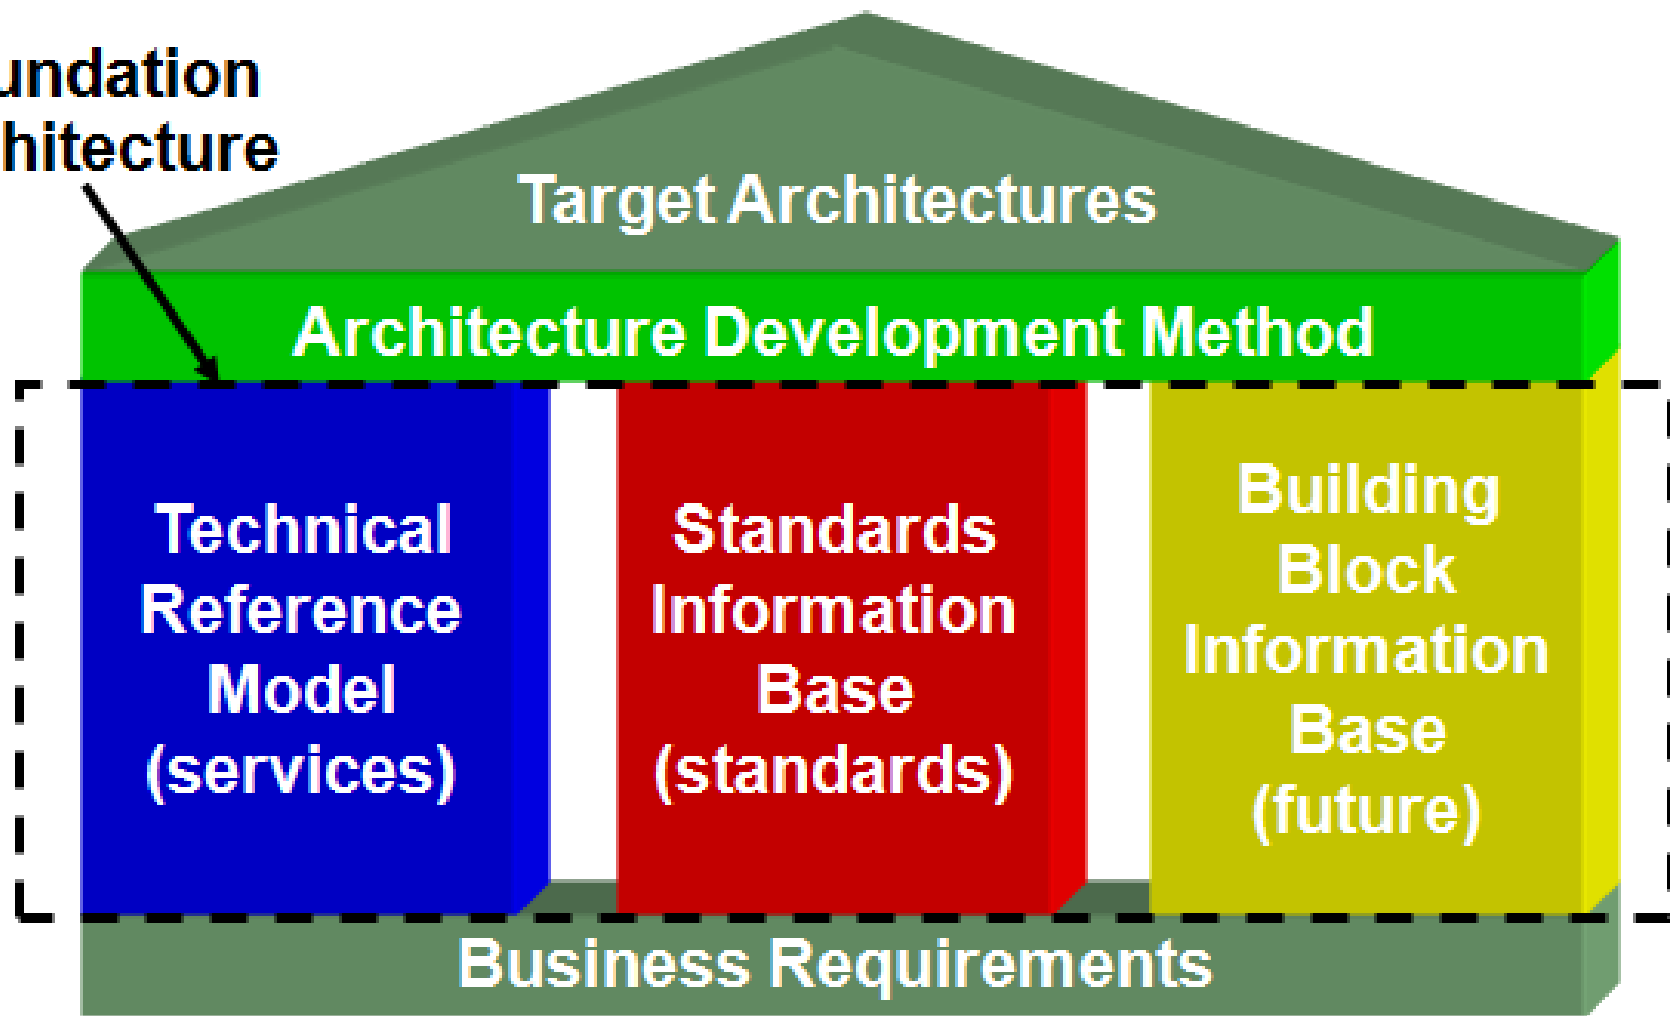 undation
hitecture
Target Architectures
Architecture Development Method
Technical
Reference
Model
(services)
Standards
Information
Base
(standards)
Building
Block
Information
Base
(future)
Business Requirements